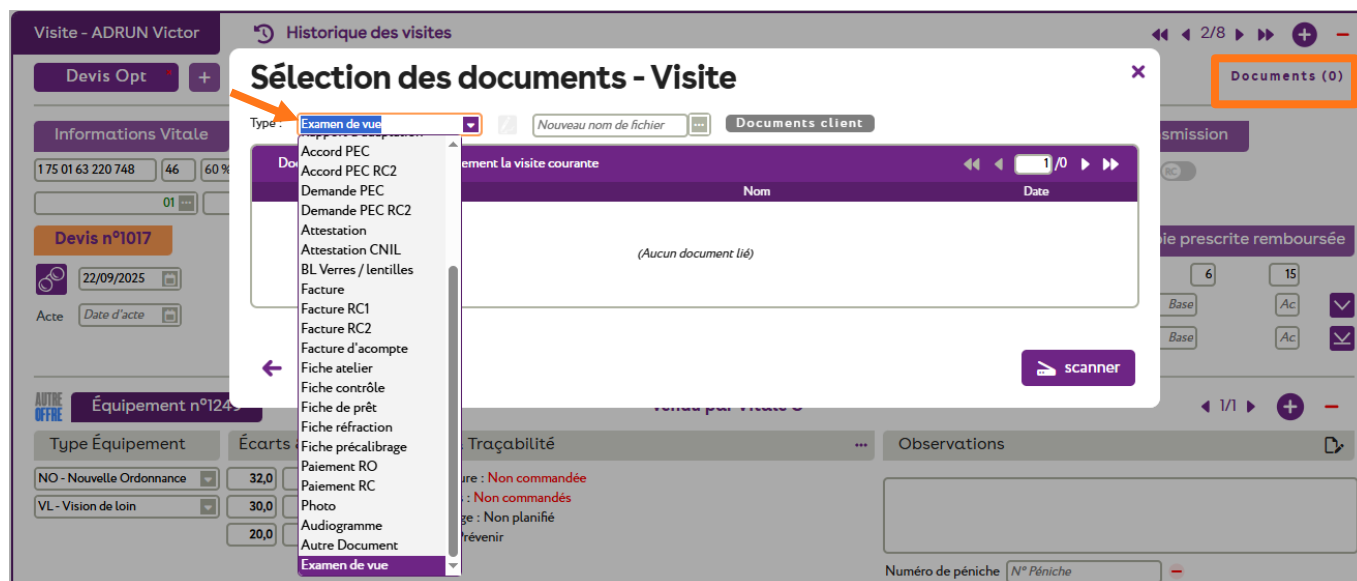 Visite - ADRUN Victor
Historique des visites
2/8
Devis Opt
Sélection des documents - Visite
Documents (0)
Type :
Examen de vue
Nouveau nom de fichier
Documents client
Informations Vitale
smission
1 75 01 63 220 748
46
60 %
RC
01
ement la visite courante
1 /0
Nom
Date
(Aucun document lié)
Accord PEC
Accord PEC RC2
Demande PEC
Demande PEC RC2
Attestation
Attestation CNIL
BL Verres / lentilles
Facture
Facture RC1
Facture RC2
Facture d'acompte
Fiche atelier
Fiche contrôle
Fiche de prêt
Fiche réfraction
Fiche précalibrage
Paiement RO
Paiement RC
Photo
Audiogramme
Autre Document
Examen de vue
Devis n°1017
ie prescrite remboursée
22/09/2025
6
15
Acte
Date d'acte
Base
Ac
Base
Ac
scanner
AUTRE
OFFRE
Équipement n°124
1/1
Type Équipement
Écarts
Traçabilité
Observations
NO - Nouvelle Ordonnance
32,0
ure : Non commandée
: Non commandés
VL - Vision de loin
30,0
ge : Non planifié
20,0
Prévenir
Numéro de péniche
N° Péniche